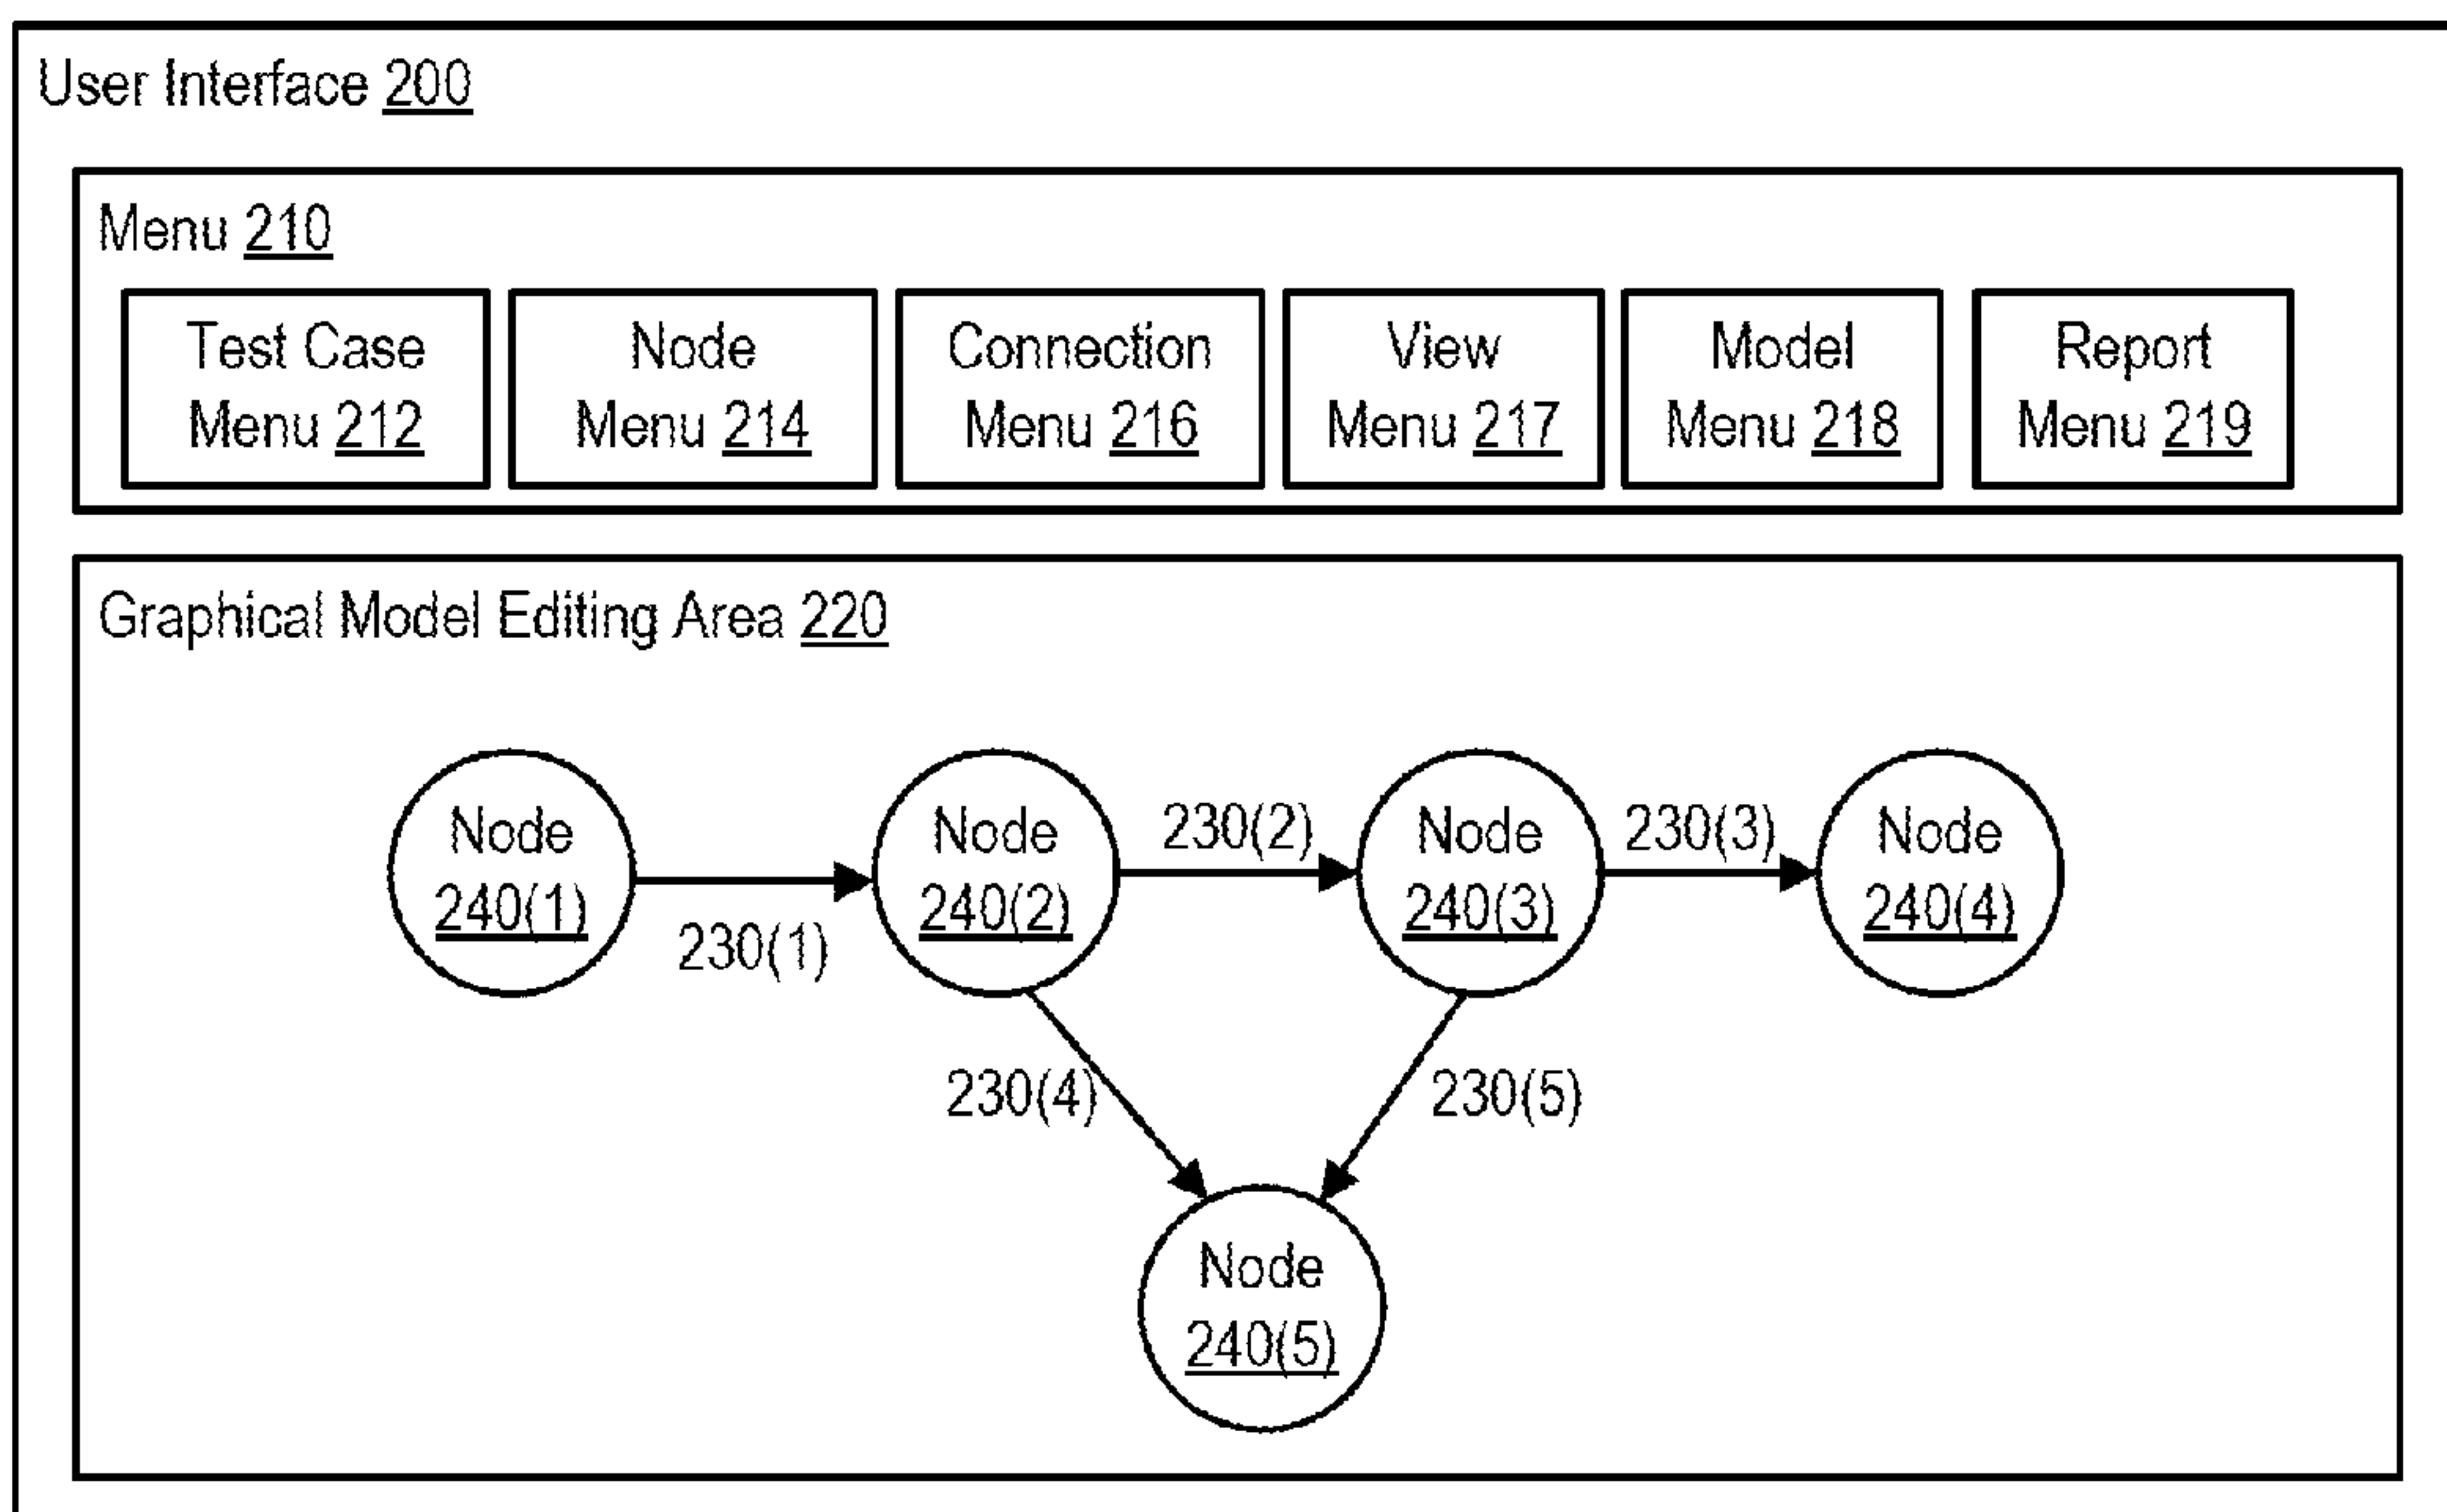 User Interface 200
Menu 210
Test Case
Menu 212
Node
Menu 214
Connection
Menu 216
View
Menu 217
Model
Menu 218
Report
Menu 219
Graphical Model Editing Area 220
Node
240(1)
230(1)
Node
240(2)
230(2)
Node
240(3)
230(3)
Node
240(4)
230(4)
230(5)
Node
240(5)